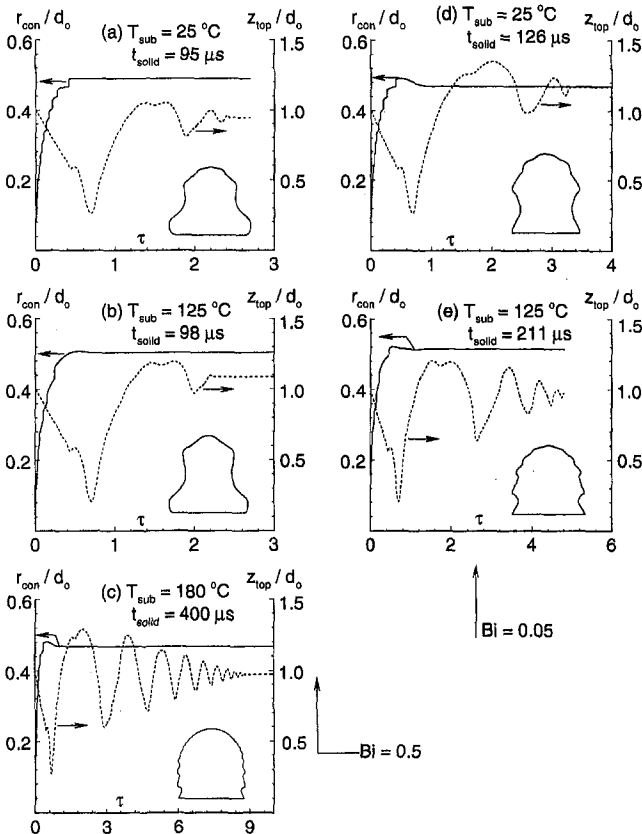 r_con / d_o
(a) T_sub = 25 °C
z_top / d_o
t_solid = 95 µs
0.6
0.4
0.2
1.5
1.0
0.5
τ
0
1
2
3
r_con / d_o
(b) T_sub = 125 °C
z_top / d_o
t_solid = 98 µs
0.6
0.4
0.2
1.5
1.0
0.5
τ
0
1
2
3
r_con / d_o
(c) T_sub = 180 °C
z_top / d_o
t_solid = 400 µs
0.6
0.4
0.2
1.5
1.0
0.5
τ
0
3
6
9
r_con / d_o
(d) T_sub = 25 °C
z_top / d_o
t_solid = 126 µs
0.6
0.4
0.2
1.5
1.0
0.5
τ
0
1
2
3
4
r_con / d_o
(e) T_sub = 125 °C
z_top / d_o
t_solid = 211 µs
0.6
0.4
0.2
1.5
1.0
0.5
τ
0
2
4
6
Bi = 0.05
Bi = 0.5